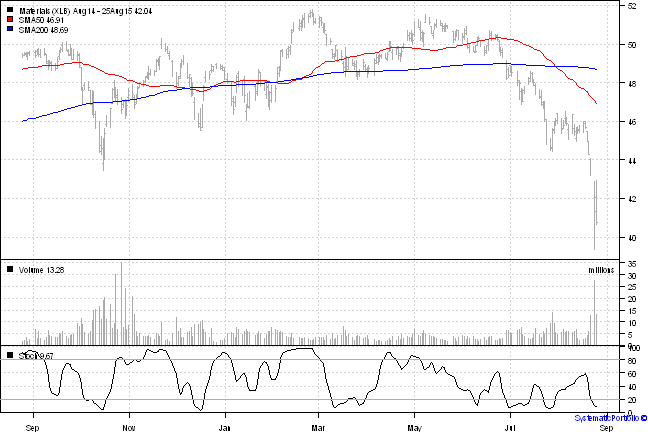 Materials (XLB) Aug 14 - 25Aug15 42.04
SMA50 46.91
SMA200 48.69
52
50
48
46
44
42
40
Volume 13.28
millions
35
30
25
20
15
10
5
0
Stoch 9.67
100
80
60
40
20
0
Sep
Nov
Jan
Mar
May
Jul
Sep
SystematicPortfolio ©